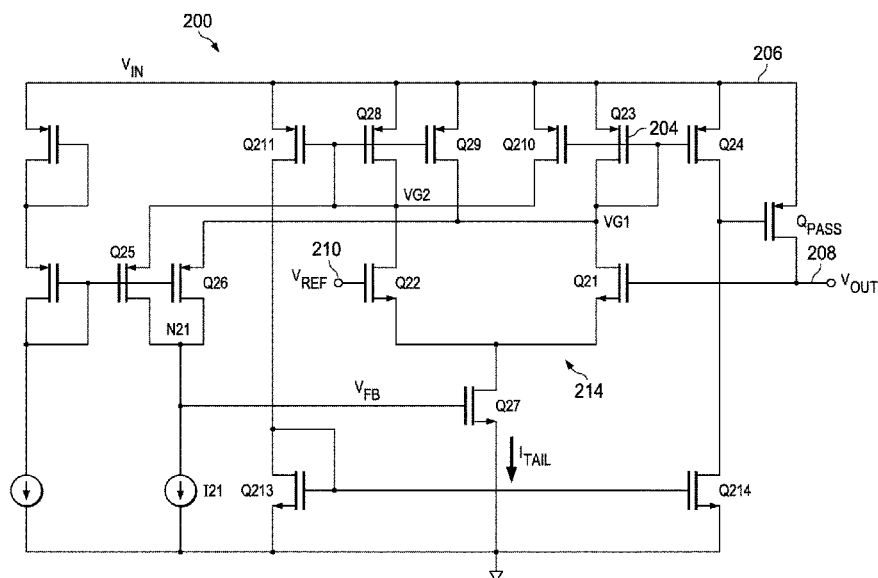 200
V_IN
206
Q211
Q28
Q29
Q210
Q23
204
Q24
VG2
VG1
Q_PASS
208
V_OUT
Q25
Q26
210
V_REF
Q22
Q21
N21
214
V_FB
Q27
I_TAIL
I21
Q213
Q214